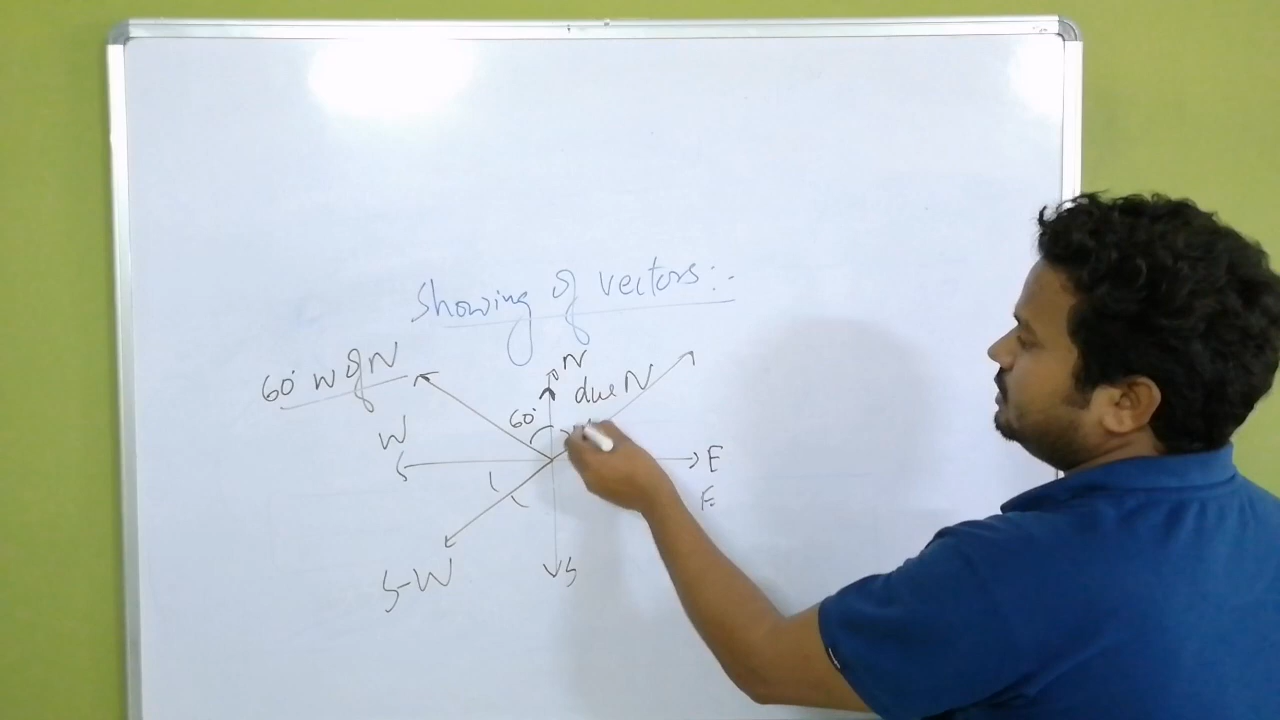 Showing of vectors:-
60° W of N
N
due N
60°
W
E
E
S-W
S